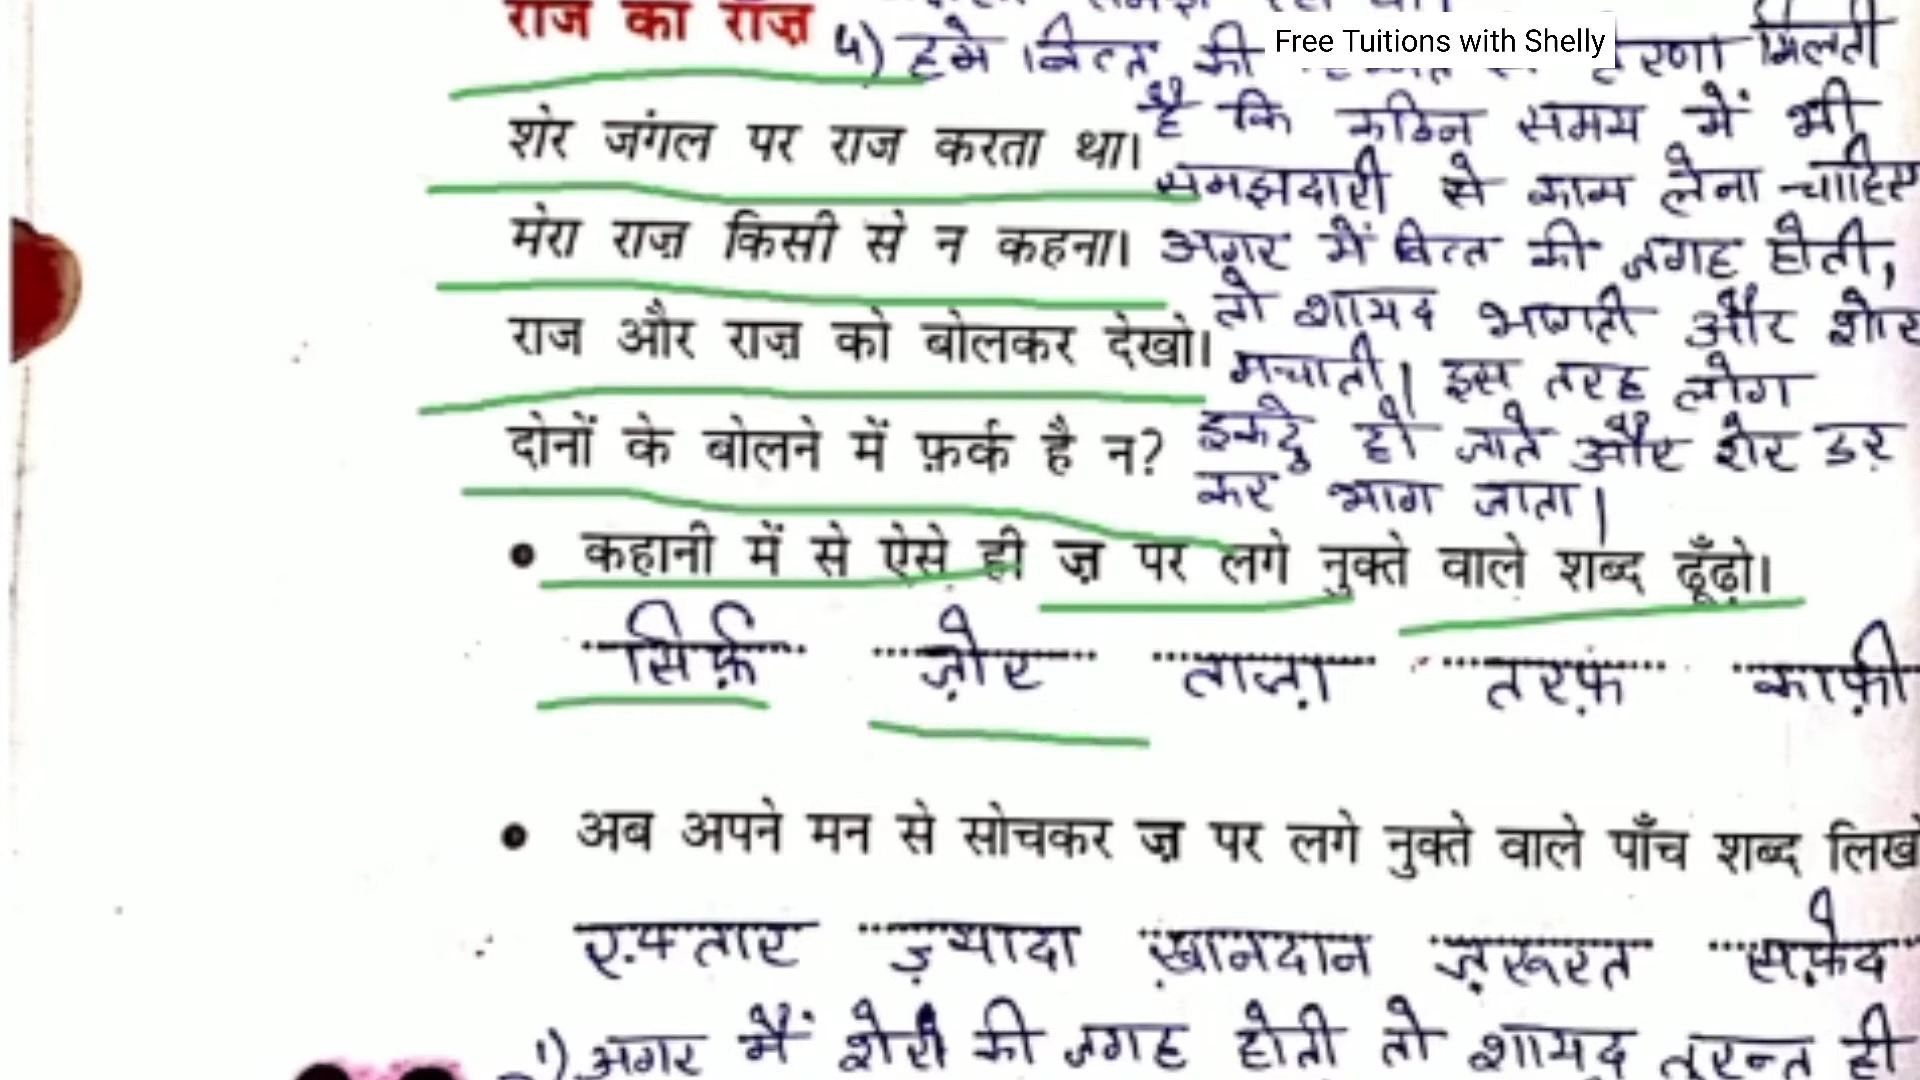 राज का राज़
4) हमे बित्त की
Free Tuitions with Shelly
प्रेरणा मिलती
है कि कठिन समय में भी
शेर जंगल पर राज करता था।
समझदारी से काम लेना चाहिए
मेरा राज़ किसी से न कहना।
अगर मैं बित्त की जगह होती,
तो शायद भागती और शोर
राज और राज़ को बोलकर देखो।
मचाती। इस तरह लोग
दोनों के बोलने में फ़र्क है न?
हो जाते और शेर डर
कर भाग जाता।
• कहानी में से ऐसे ही ज़ पर लगे नुक्ते वाले शब्द ढूँढ़ो।
सिर्फ़ ज़ोर ताज़ा तरफ़ काफ़ी
• अब अपने मन से सोचकर ज़ पर लगे नुक्ते वाले पाँच शब्द लिखो
रफ़्तार ज़्यादा ख़ानदान ज़रूरत सफ़ेद
1) अगर मैं शेरी की जगह होती तो शायद तुरन्त ही